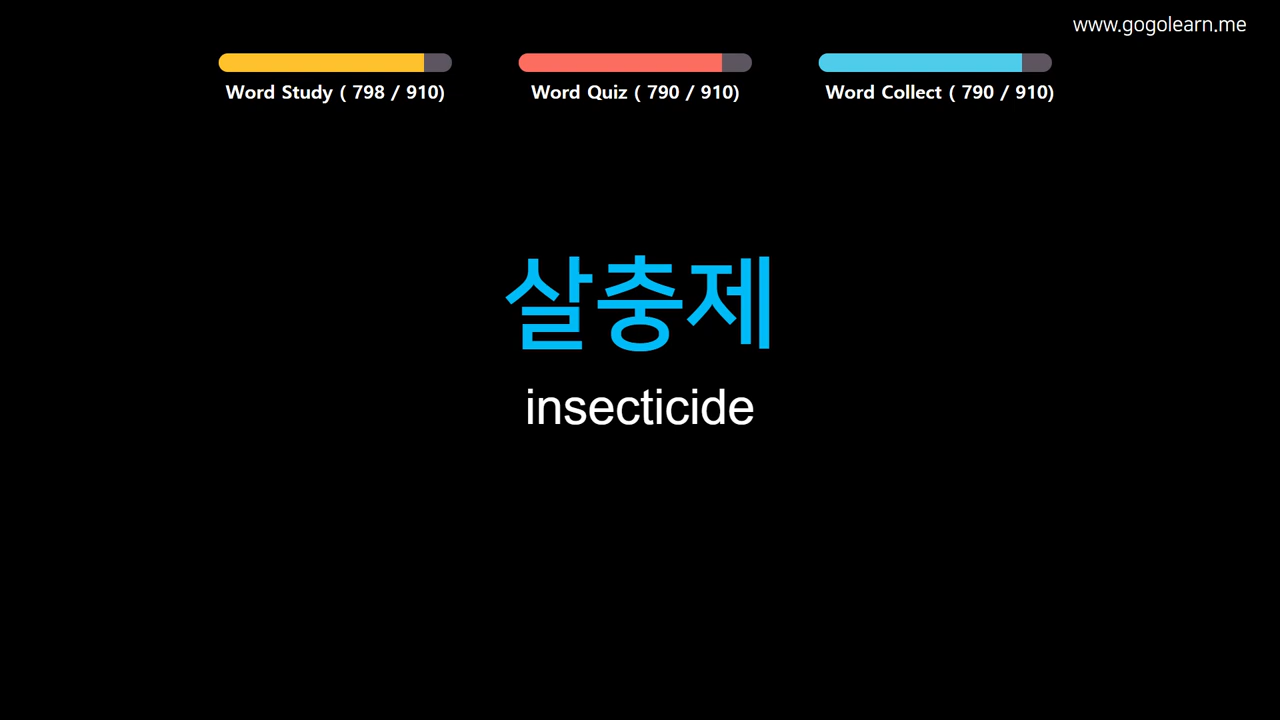 www.gogolearn.me
Word Study ( 798 / 910)
Word Quiz ( 790 / 910)
Word Collect ( 790 / 910)
살충제
insecticide